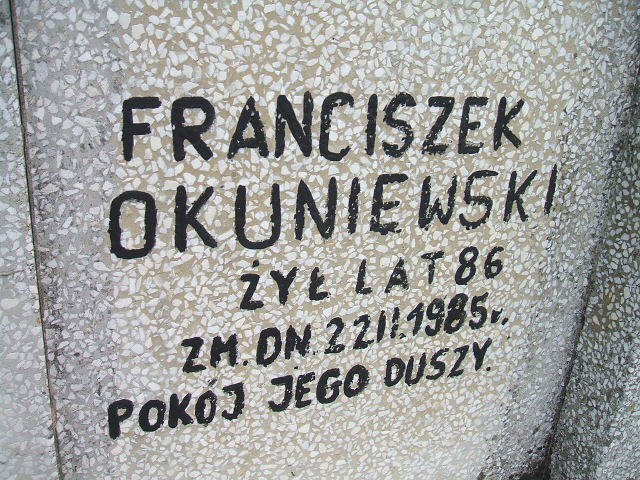 FRANCISZEK
OKUNIEWSKI
ŻYŁ LAT 86
ZM. DN. 22 II. 1985 r.
POKÓJ JEGO DUSZY.